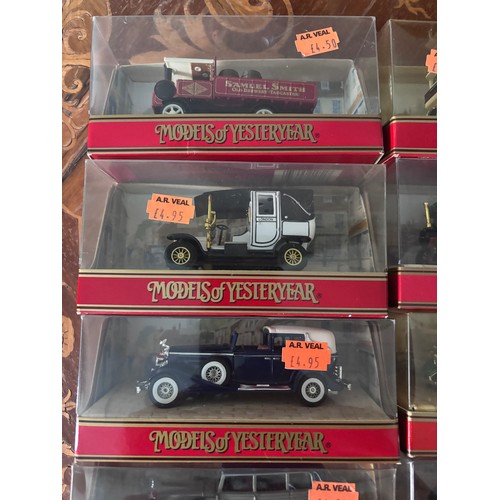 A.R. VEAL
£4.50
SAMUEL SMITH
MODELS of YESTERYEAR®
A.R. VEAL
£4.95
MODELS of YESTERYEAR®
A.R. VEAL
£4.95
MODELS of YESTERYEAR®
A.R. VEAL